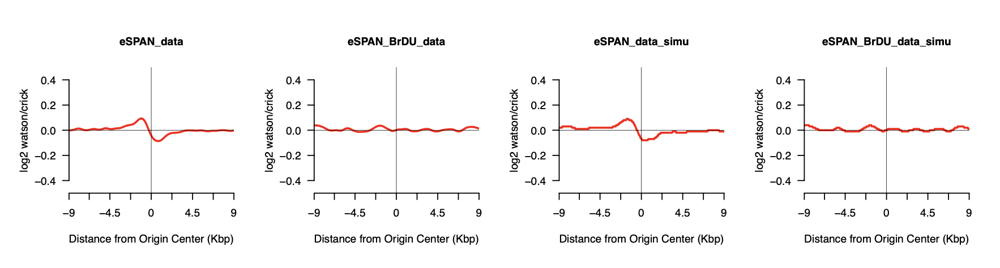 eSPAN_data
log2 watson/crick
0.4
0.2
0.0
−0.2
−0.4
−9 −4.5 0 4.5 9
Distance from Origin Center (Kbp)
eSPAN_BrDU_data
log2 watson/crick
0.4
0.2
0.0
−0.2
−0.4
−9 −4.5 0 4.5 9
Distance from Origin Center (Kbp)
eSPAN_data_simu
log2 watson/crick
0.4
0.2
0.0
−0.2
−0.4
−9 −4.5 0 4.5 9
Distance from Origin Center (Kbp)
eSPAN_BrDU_data_simu
log2 watson/crick
0.4
0.2
0.0
−0.2
−0.4
−9 −4.5 0 4.5 9
Distance from Origin Center (Kbp)